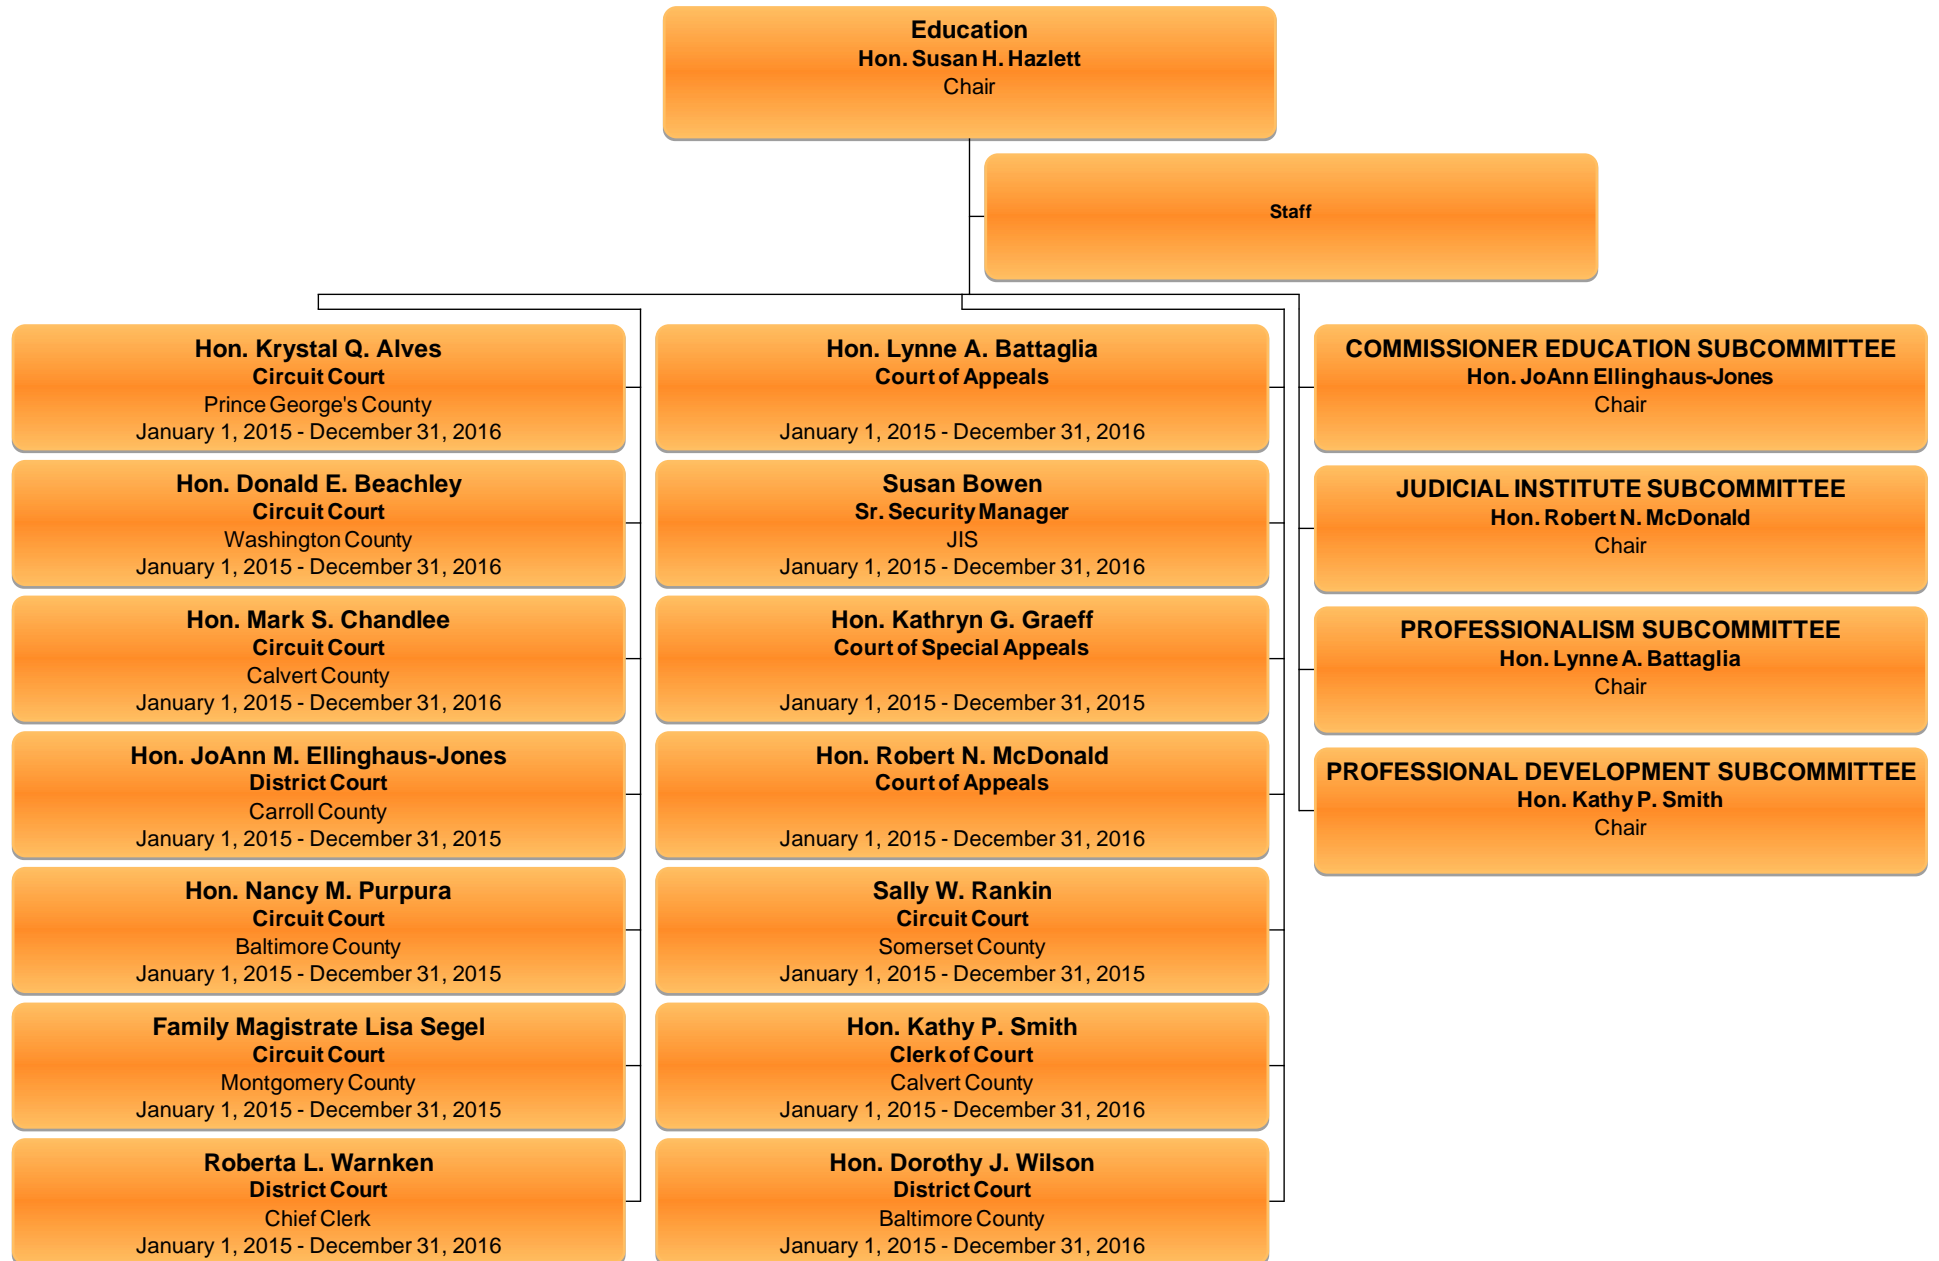 Education
Hon. Susan H. Hazlett
Chair
Staff
Hon. Krystal Q. Alves
Circuit Court
Prince George's County
January 1, 2015 - December 31, 2016
Hon. Donald E. Beachley
Circuit Court
Washington County
January 1, 2015 - December 31, 2016
Hon. Mark S. Chandlee
Circuit Court
Calvert County
January 1, 2015 - December 31, 2016
Hon. JoAnn M. Ellinghaus-Jones
District Court
Carroll County
January 1, 2015 - December 31, 2015
Hon. Nancy M. Purpura
Circuit Court
Baltimore County
January 1, 2015 - December 31, 2015
Family Magistrate Lisa Segel
Circuit Court
Montgomery County
January 1, 2015 - December 31, 2015
Roberta L. Warnken
District Court
Chief Clerk
January 1, 2015 - December 31, 2016
Hon. Lynne A. Battaglia
Court of Appeals
January 1, 2015 - December 31, 2016
Susan Bowen
Sr. Security Manager
JIS
January 1, 2015 - December 31, 2016
Hon. Kathryn G. Graeff
Court of Special Appeals
January 1, 2015 - December 31, 2015
Hon. Robert N. McDonald
Court of Appeals
January 1, 2015 - December 31, 2016
Sally W. Rankin
Circuit Court
Somerset County
January 1, 2015 - December 31, 2015
Hon. Kathy P. Smith
Clerk of Court
Calvert County
January 1, 2015 - December 31, 2016
Hon. Dorothy J. Wilson
District Court
Baltimore County
January 1, 2015 - December 31, 2016
COMMISSIONER EDUCATION SUBCOMMITTEE
Hon. JoAnn Ellinghaus-Jones
Chair
JUDICIAL INSTITUTE SUBCOMMITTEE
Hon. Robert N. McDonald
Chair
PROFESSIONALISM SUBCOMMITTEE
Hon. Lynne A. Battaglia
Chair
PROFESSIONAL DEVELOPMENT SUBCOMMITTEE
Hon. Kathy P. Smith
Chair